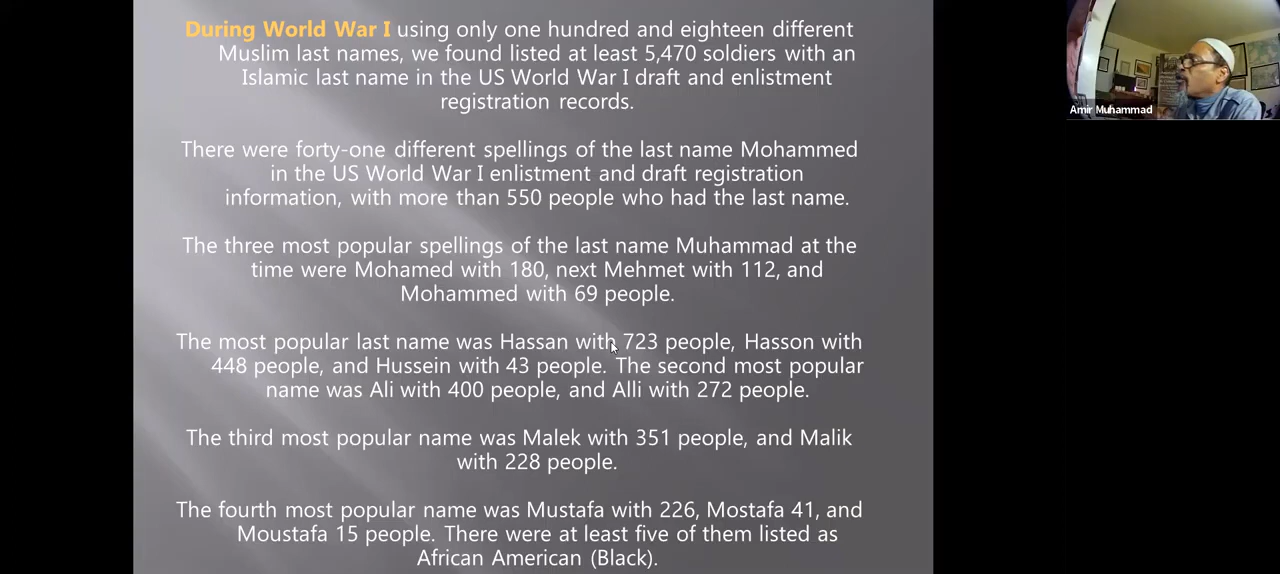 During World War I using only one hundred and eighteen different
Muslim last names, we found listed at least 5,470 soldiers with an
Islamic last name in the US World War I draft and enlistment
registration records.
There were forty-one different spellings of the last name Mohammed
in the US World War I enlistment and draft registration
information, with more than 550 people who had the last name.
The three most popular spellings of the last name Muhammad at the
time were Mohamed with 180, next Mehmet with 112, and
Mohammed with 69 people.
The most popular last name was Hassan with 723 people, Hasson with
448 people, and Hussein with 43 people. The second most popular
name was Ali with 400 people, and Alli with 272 people.
The third most popular name was Malek with 351 people, and Malik
with 228 people.
The fourth most popular name was Mustafa with 226, Mostafa 41, and
Moustafa 15 people. There were at least five of them listed as
African American (Black).
Amir Muhammad